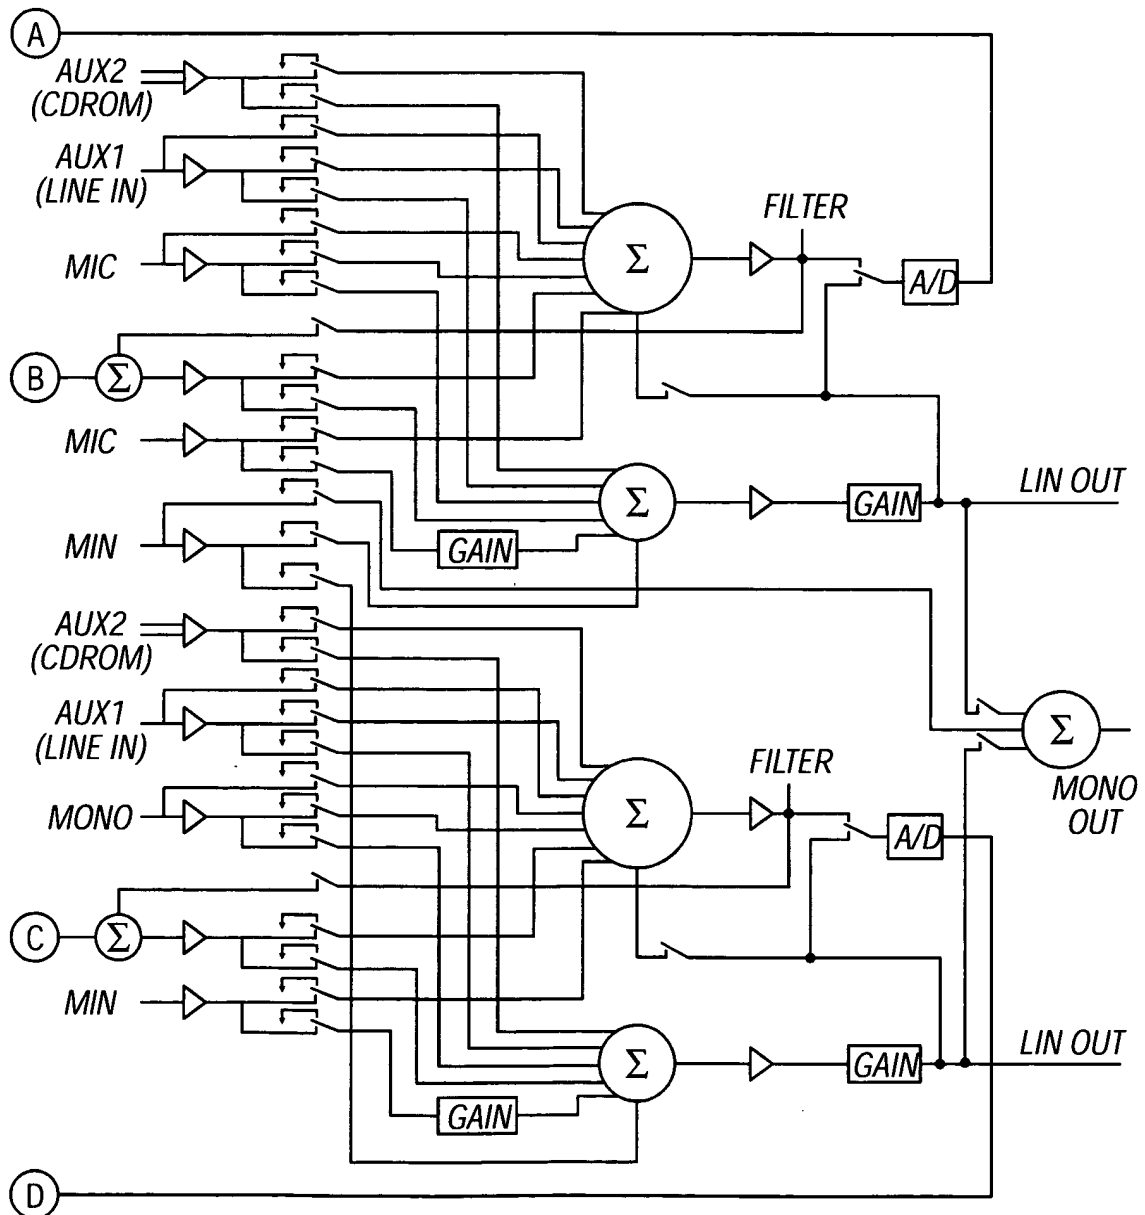 A
AUX2
(CDROM)
AUX1
(LINE IN)
FILTER
Σ
MIC
A/D
B
Σ
MIC
LIN OUT
Σ
GAIN
MIN
GAIN
AUX2
(CDROM)
AUX1
(LINE IN)
Σ
FILTER
MONO
OUT
MONO
Σ
A/D
C
Σ
MIN
LIN OUT
Σ
GAIN
GAIN
D